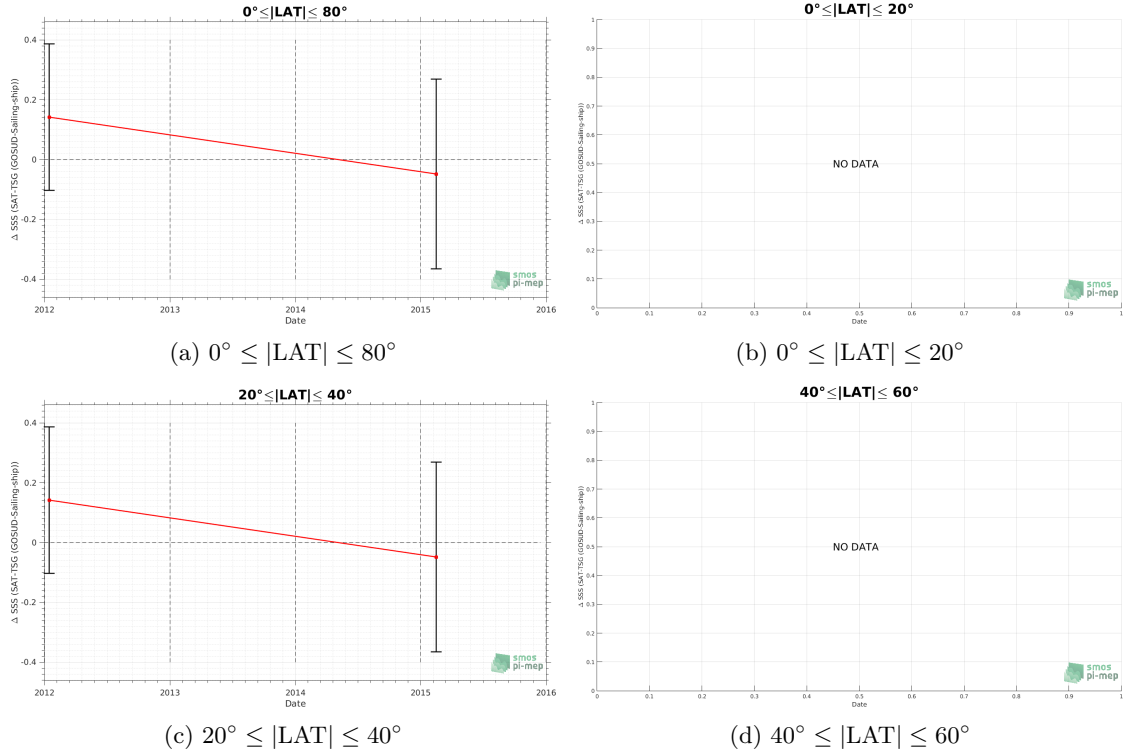 0°≤|LAT|≤ 80°
Δ SSS (SAT-TSG (GOSUD-Sailing-ship))
0.4
0.2
0
-0.2
-0.4
2012 2013 2014 2015 2016
Date
smos
pi-mep
(a) 0° ≤ |LAT| ≤ 80°
0°≤|LAT|≤ 20°
Δ SSS (SAT-TSG (GOSUD-Sailing-ship))
1
0.9
0.8
0.7
0.6
0.5
0.4
0.3
0.2
0.1
0
NO DATA
0 0.1 0.2 0.3 0.4 0.5 0.6 0.7 0.8 0.9 1
Date
smos
pi-mep
(b) 0° ≤ |LAT| ≤ 20°
20°≤|LAT|≤ 40°
Δ SSS (SAT-TSG (GOSUD-Sailing-ship))
0.4
0.2
0
-0.2
-0.4
2012 2013 2014 2015 2016
Date
smos
pi-mep
(c) 20° ≤ |LAT| ≤ 40°
40°≤|LAT|≤ 60°
Δ SSS (SAT-TSG (GOSUD-Sailing-ship))
1
0.9
0.8
0.7
0.6
0.5
0.4
0.3
0.2
0.1
0
NO DATA
0 0.1 0.2 0.3 0.4 0.5 0.6 0.7 0.8 0.9 1
Date
smos
pi-mep
(d) 40° ≤ |LAT| ≤ 60°